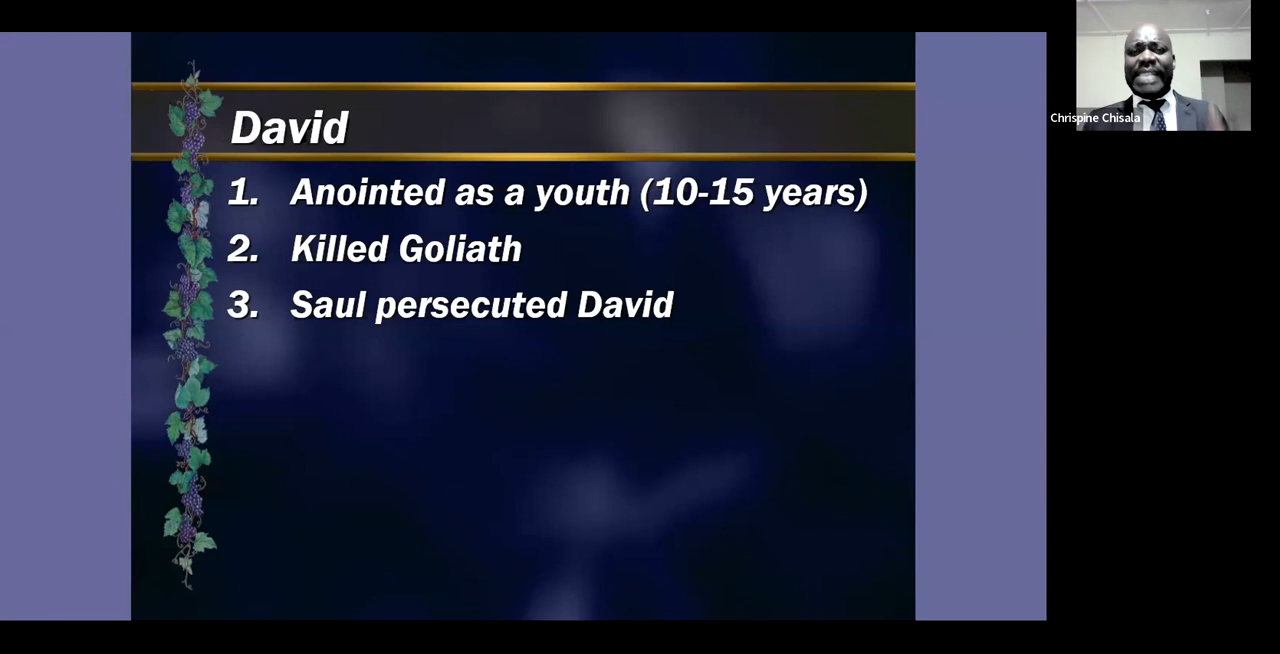 David
1. Anointed as a youth (10-15 years)
2. Killed Goliath
3. Saul persecuted David
Chrispine Chisala